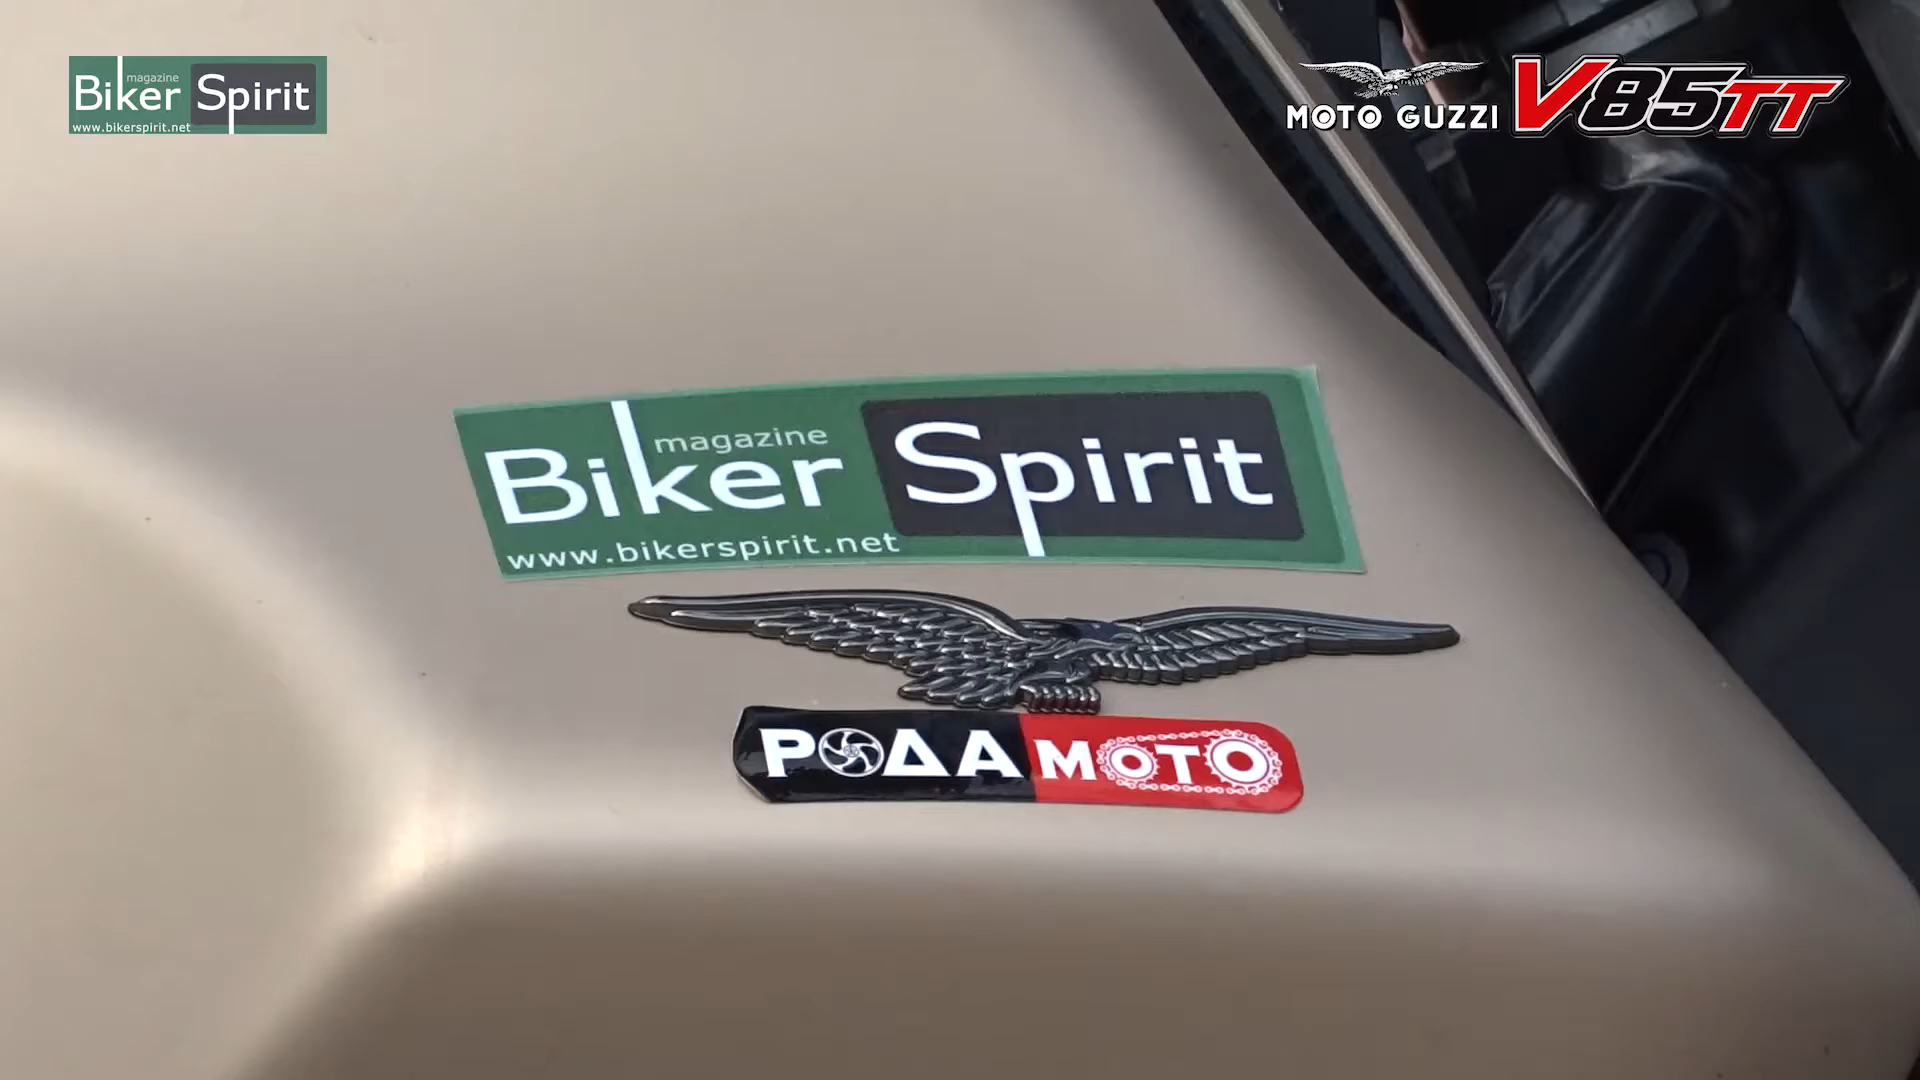 Biker magazine Spirit
www.bikerspirit.net
MOTO GUZZI V85TT
Biker magazine Spirit
www.bikerspirit.net
ΡΟΔΑ ΜΟΤΟ